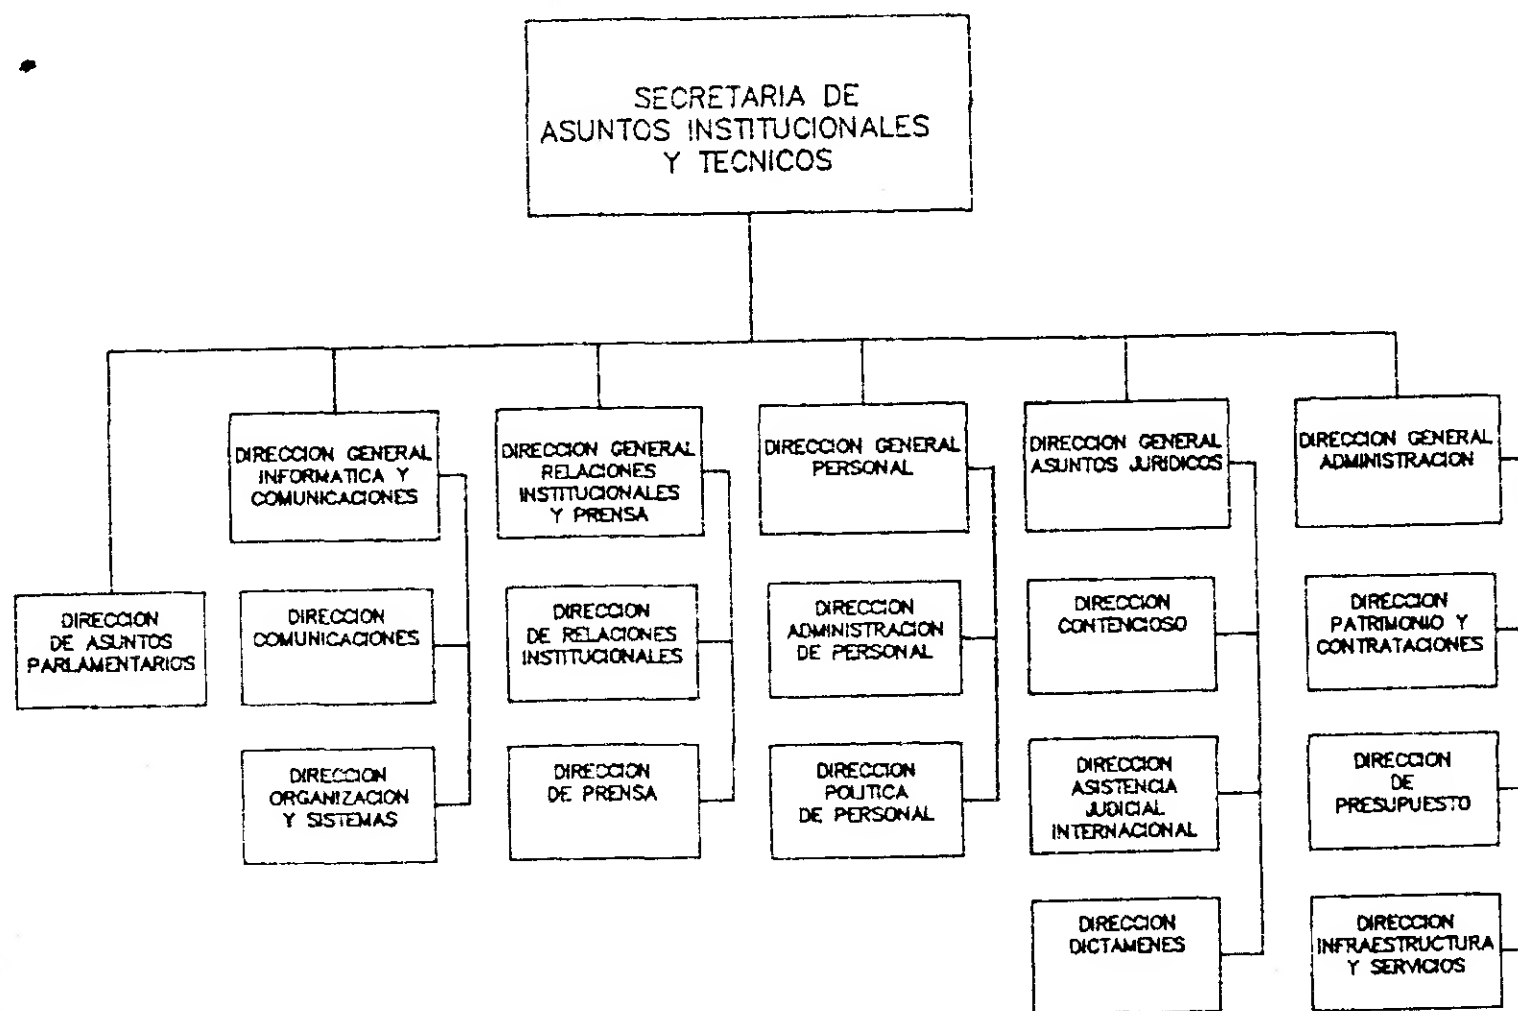 SECRETARIA DE
ASUNTOS INSTITUCIONALES
Y TECNICOS
DIRECCION GENERAL
INFORMATICA Y
COMUNICACIONES
DIRECCION GENERAL
RELACIONES
INSTITUCIONALES
Y PRENSA
DIRECCION GENERAL
PERSONAL
DIRECCION GENERAL
ASUNTOS JURIDICOS
DIRECCION GENERAL
ADMINISTRACION
DIRECCION
DE ASUNTOS
PARLAMENTARIOS
DIRECCION
COMUNICACIONES
DIRECCION
DE RELACIONES
INSTITUCIONALES
DIRECCION
ADMINISTRACION
DE PERSONAL
DIRECCION
CONTENCIOSO
DIRECCION
PATRIMONIO Y
CONTRATACIONES
DIRECCION
ORGANIZACION
Y SISTEMAS
DIRECCION
DE PRENSA
DIRECCION
POLITICA
DE PERSONAL
DIRECCION
ASISTENCIA
JUDICIAL
INTERNACIONAL
DIRECCION
DE
PRESUPUESTO
DIRECCION
DICTAMENES
DIRECCION
INFRAESTRUCTURA
Y SERVICIOS